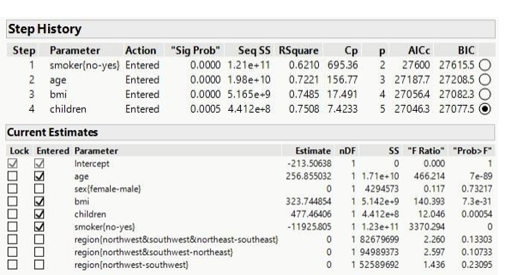 Step History
Step Parameter Action "Sig Prob" Seq SS RSquare Cp p AICc BIC
1 smoker{no-yes} Entered 0.0000 1.21e+11 0.6210 695.36 2 27600 27615.5
2 age Entered 0.0000 1.98e+10 0.7221 156.77 3 27187.7 27208.5
3 bmi Entered 0.0000 5.165e+9 0.7485 17.491 4 27056.4 27082.3
4 children Entered 0.0005 4.412e+8 0.7508 7.4233 5 27046.3 27077.5
Current Estimates
Lock Entered Parameter Estimate nDF SS "F Ratio" "Prob>F"
Intercept -213.50638 1 0 0.000 1
age 256.855032 1 1.71e+10 466.214 7e-89
sex{female-male} 0 1 4294573 0.117 0.73217
bmi 323.744854 1 5.142e+9 140.393 7.3e-31
children 477.46406 1 4.412e+8 12.046 0.00054
smoker{no-yes} -11925.805 1 1.23e+11 3370.294 0
region{northwest&southwest&northeast-southeast} 0 1 82679699 2.260 0.13303
region{northwest&southwest-northeast} 0 1 94989373 2.597 0.10733
region{northwest-southwest} 0 1 52589692 1.436 0.23095